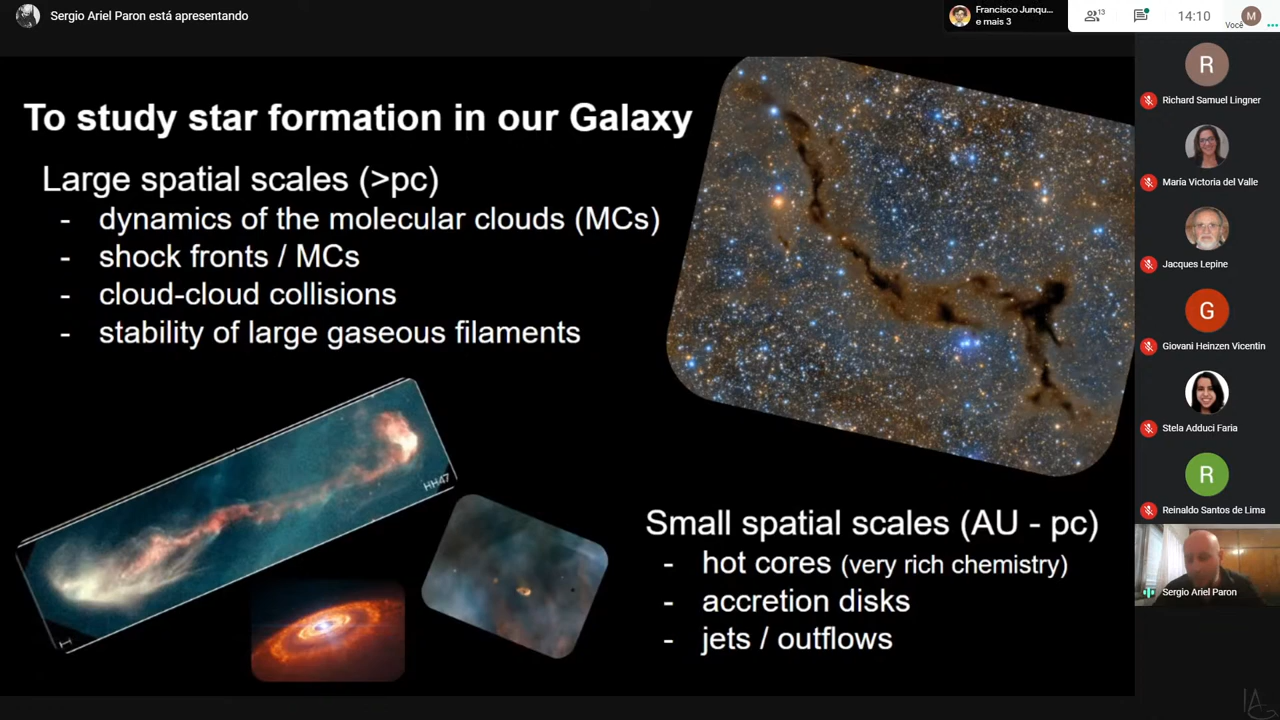 Sergio Ariel Paron está apresentando
Francisco Junqu...
e mais 3
13
14:10
Você
M
To study star formation in our Galaxy
Large spatial scales (>pc)
- dynamics of the molecular clouds (MCs)
- shock fronts / MCs
- cloud-cloud collisions
- stability of large gaseous filaments
HH47
Small spatial scales (AU - pc)
- hot cores (very rich chemistry)
- accretion disks
- jets / outflows
R
Richard Samuel Lingner
María Victoria del Valle
Jacques Lepine
G
Giovani Heinzen Vicentin
Stela Adduci Faria
R
Reinaldo Santos de Lima
Sergio Ariel Paron
IAG